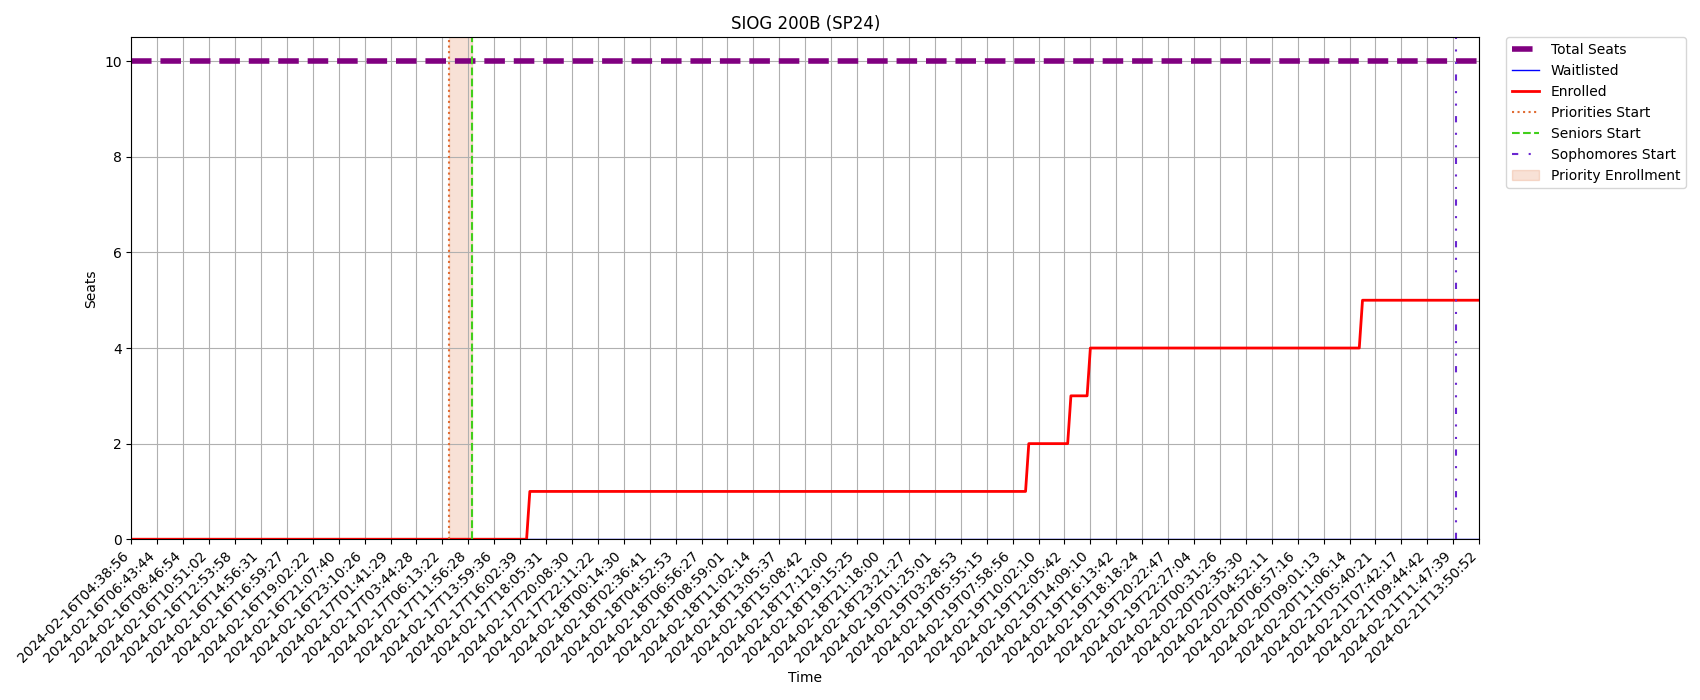 SIOG 200B (SP24)
10
8
6
4
2
0
Seats
2024-02-16T04:38:56
2024-02-16T06:43:44
2024-02-16T08:46:54
2024-02-16T10:51:02
2024-02-16T12:53:58
2024-02-16T14:56:31
2024-02-16T16:59:27
2024-02-16T19:02:22
2024-02-16T21:07:40
2024-02-16T23:10:26
2024-02-17T01:41:29
2024-02-17T03:44:28
2024-02-17T06:13:22
2024-02-17T11:56:28
2024-02-17T13:59:36
2024-02-17T16:02:39
2024-02-17T18:05:31
2024-02-17T20:08:30
2024-02-17T22:11:22
2024-02-18T00:14:30
2024-02-18T02:36:41
2024-02-18T04:52:53
2024-02-18T06:56:27
2024-02-18T08:59:01
2024-02-18T11:02:14
2024-02-18T13:05:37
2024-02-18T15:08:42
2024-02-18T17:12:00
2024-02-18T19:15:25
2024-02-18T21:18:00
2024-02-18T23:21:27
2024-02-19T01:25:01
2024-02-19T03:28:53
2024-02-19T05:55:15
2024-02-19T07:58:56
2024-02-19T10:02:10
2024-02-19T12:05:42
2024-02-19T14:09:10
2024-02-19T16:13:42
2024-02-19T18:18:24
2024-02-19T20:22:47
2024-02-19T22:27:04
2024-02-20T00:31:26
2024-02-20T02:35:30
2024-02-20T04:52:11
2024-02-20T06:57:16
2024-02-20T09:01:13
2024-02-20T11:06:14
2024-02-21T05:40:21
2024-02-21T07:42:17
2024-02-21T09:44:42
2024-02-21T11:47:39
2024-02-21T13:50:52
Time
Total Seats
Waitlisted
Enrolled
Priorities Start
Seniors Start
Sophomores Start
Priority Enrollment